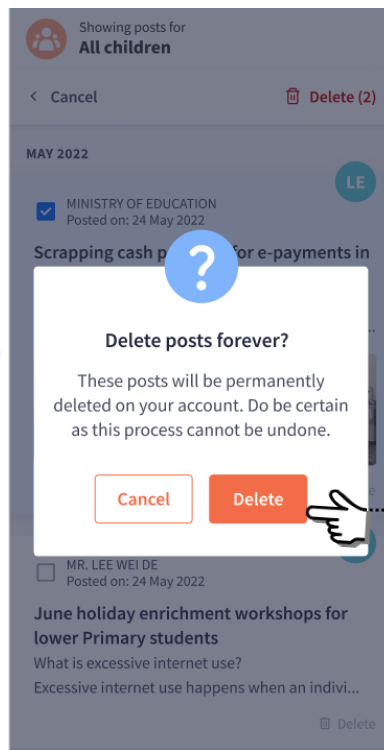 Showing posts for
All children
Cancel
Delete (2)
MAY 2022
LE
MINISTRY OF EDUCATION
Posted on: 24 May 2022
Scrapping cash for e-payments in
?
Delete posts forever?
These posts will be permanently
deleted on your account. Do be certain
as this process cannot be undone.
Cancel
Delete
MR. LEE WEI DE
Posted on: 24 May 2022
June holiday enrichment workshops for
lower Primary students
What is excessive internet use?
Excessive internet use happens when an indivi...
Delete